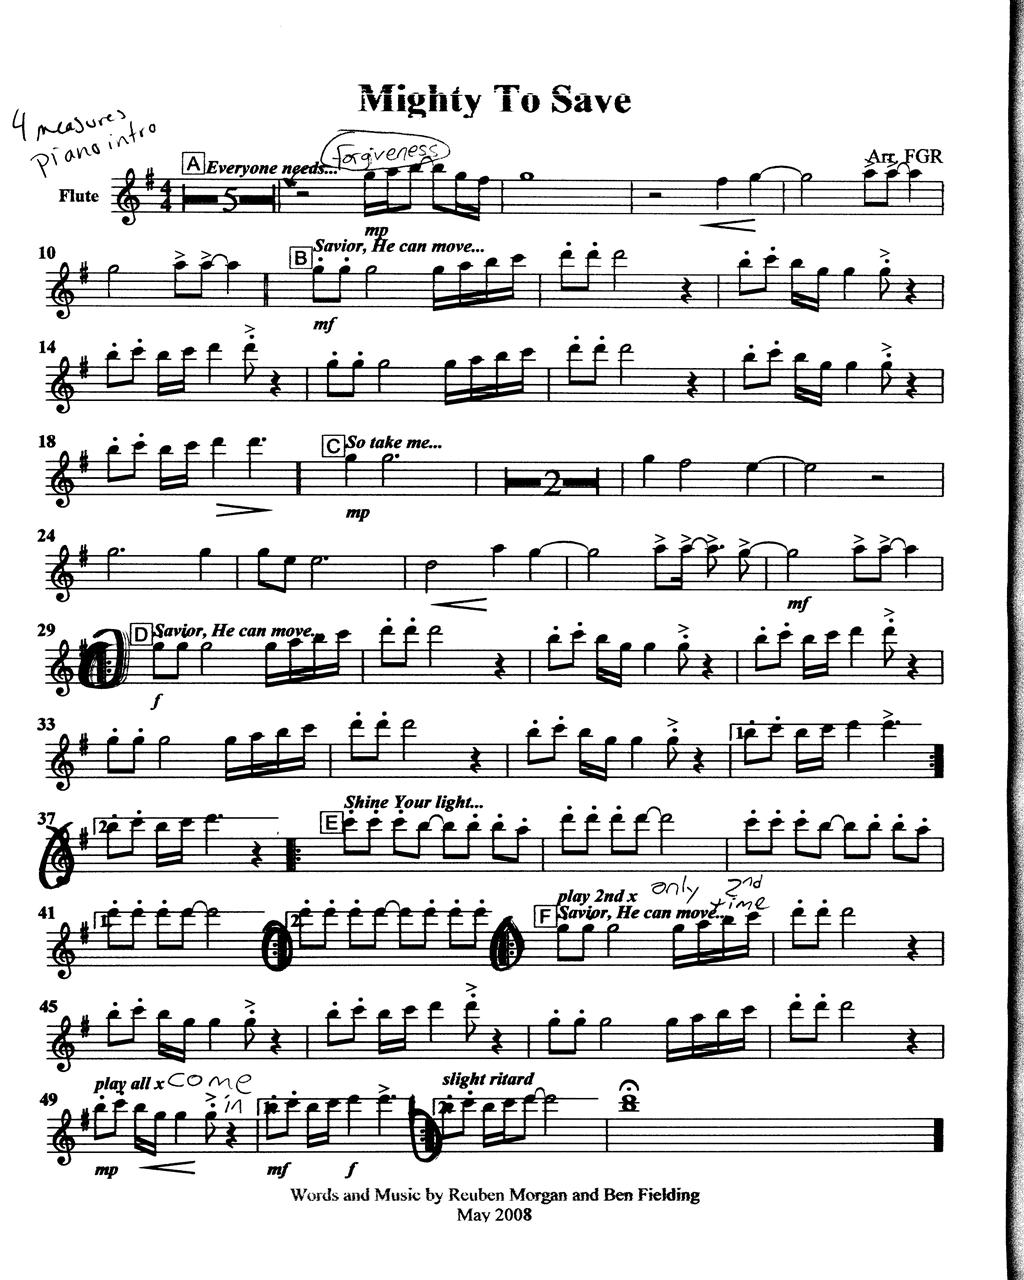 Mighty To Save
4 measures
piano intro
forgiveness
Arr. FGR
A Everyone needs...
Flute
5
mp
10
B Savior, He can move...
mf
14
18
C So take me...
2
mp
24
mf
29
D Savior, He can move...
f
33
1.
Shine Your light...
37
2.
E
play 2nd x only 2nd
time
41
1.
2.
F Savior, He can move...
45
play all x come
in
slight ritard
49
1.
2.
mp
mf
f
Words and Music by Reuben Morgan and Ben Fielding
May 2008